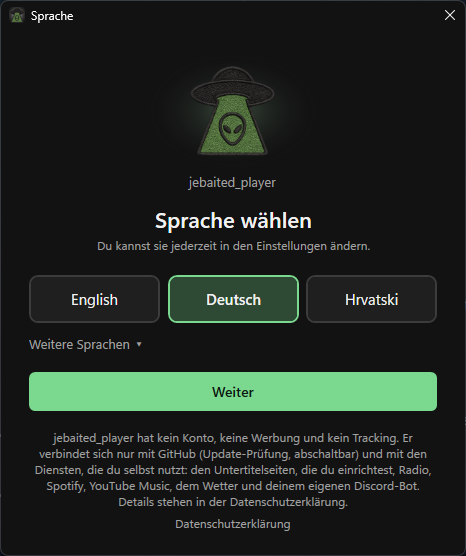 Sprache
jebaited_player
Sprache wählen
Du kannst sie jederzeit in den Einstellungen ändern.
English
Deutsch
Hrvatski
Weitere Sprachen
Weiter
jebaited_player hat kein Konto, keine Werbung und kein Tracking. Er
verbindet sich nur mit GitHub (Update-Prüfung, abschaltbar) und mit den
Diensten, die du selbst nutzt: den Untertitelseiten, die du einrichtest, Radio,
Spotify, YouTube Music, dem Wetter und deinem eigenen Discord-Bot.
Details stehen in der Datenschutzerklärung.
Datenschutzerklärung